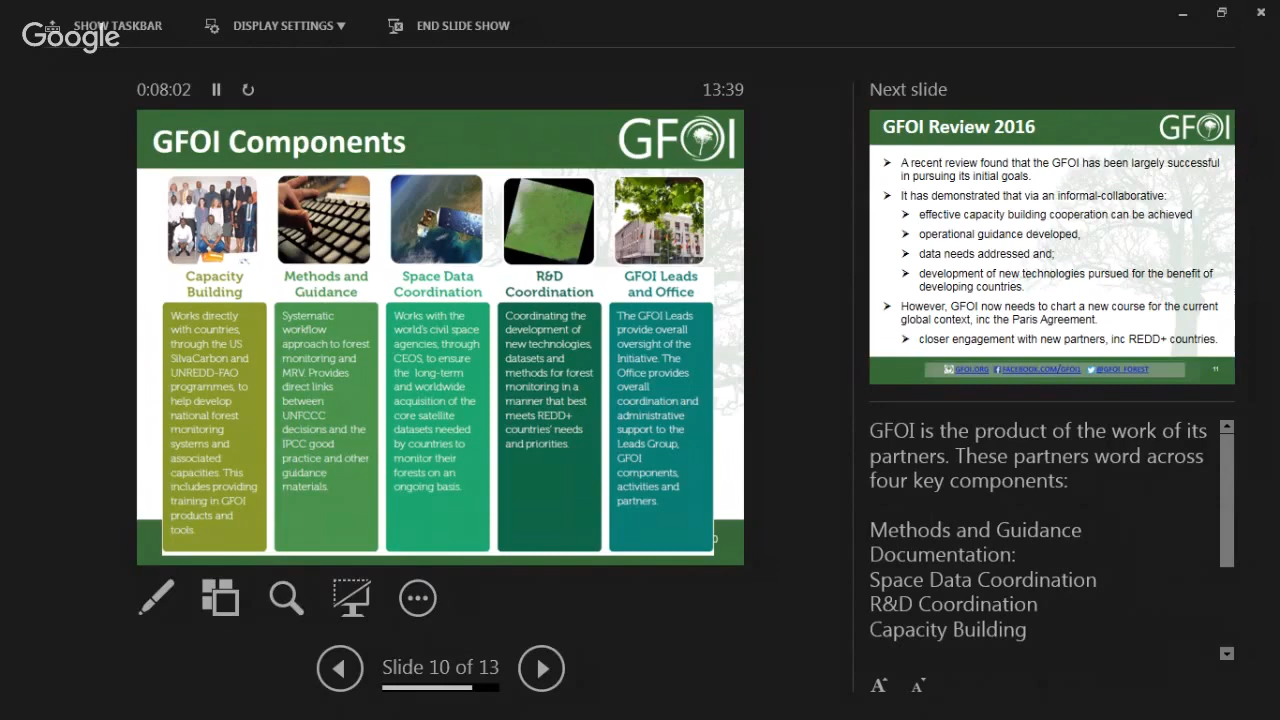 SHOW TASKBAR
DISPLAY SETTINGS ▼
END SLIDE SHOW
Google
0:08:02
13:39
GFOI Components
GFOI
Capacity
Building
Works directly
with countries,
through the US
SilvaCarbon and
UNREDD-FAO
programmes, to
help develop
national forest
monitoring
systems and
associated
capacities. This
includes providing
training in GFOI
products and
tools.
Methods and
Guidance
Systematic
workflow
approach to forest
monitoring and
MRV. Provides
direct links
between
UNFCCC
decisions and the
IPCC good
practice and other
guidance
materials.
Space Data
Coordination
Works with the
world's civil space
agencies, through
CEOS, to ensure
the long-term
and worldwide
acquisition of the
core satellite
datasets needed
by countries to
monitor their
forests on an
ongoing basis.
R&D
Coordination
Coordinating the
development of
new technologies,
datasets and
methods for forest
monitoring in a
manner that best
meets REDD+
countries' needs
and priorities.
GFOI Leads
and Office
The GFOI Leads
provide overall
oversight of the
Initiative. The
Office provides
overall
coordination and
administrative
support to the
Leads Group,
GFOI
components,
activities and
partners.
Slide 10 of 13
Next slide
GFOI Review 2016
GFOI
➤ A recent review found that the GFOI has been largely successful
in pursuing its initial goals.
➤ It has demonstrated that via an informal-collaborative:
➤ effective capacity building cooperation can be achieved
➤ operational guidance developed,
➤ data needs addressed and;
➤ development of new technologies pursued for the benefit of
developing countries.
➤ However, GFOI now needs to chart a new course for the current
global context, inc the Paris Agreement.
➤ closer engagement with new partners, inc REDD+ countries.
GFOI.ORG FACEBOOK.COM/GFOI1 @GFOI_FOREST
11
GFOI is the product of the work of its
partners. These partners word across
four key components:
Methods and Guidance
Documentation:
Space Data Coordination
R&D Coordination
Capacity Building
A A